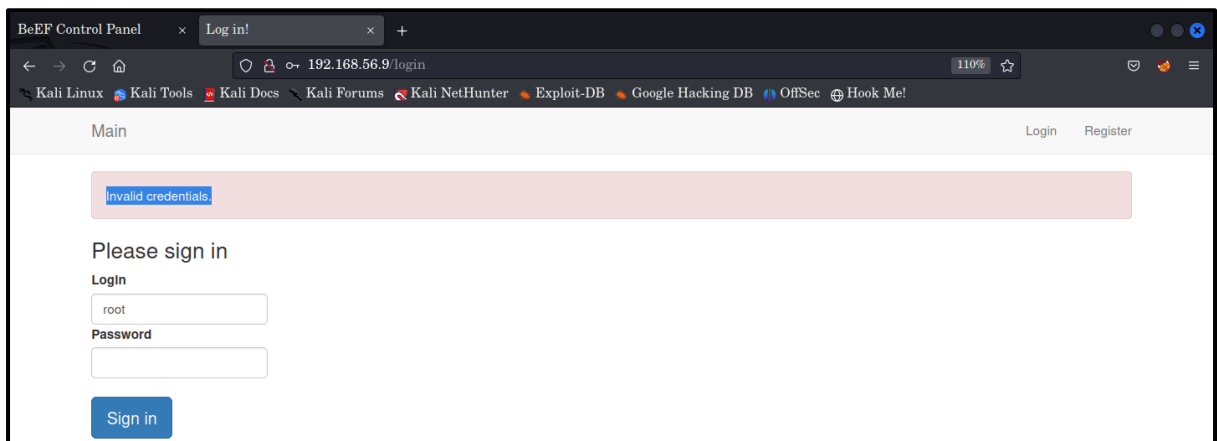 BeEF Control Panel × Log in! × +
192.168.56.9/login 110%
Kali Linux Kali Tools Kali Docs Kali Forums Kali NetHunter Exploit-DB Google Hacking DB OffSec Hook Me!
Main Login Register
Invalid credentials.
Please sign in
Login
root
Password
Sign in